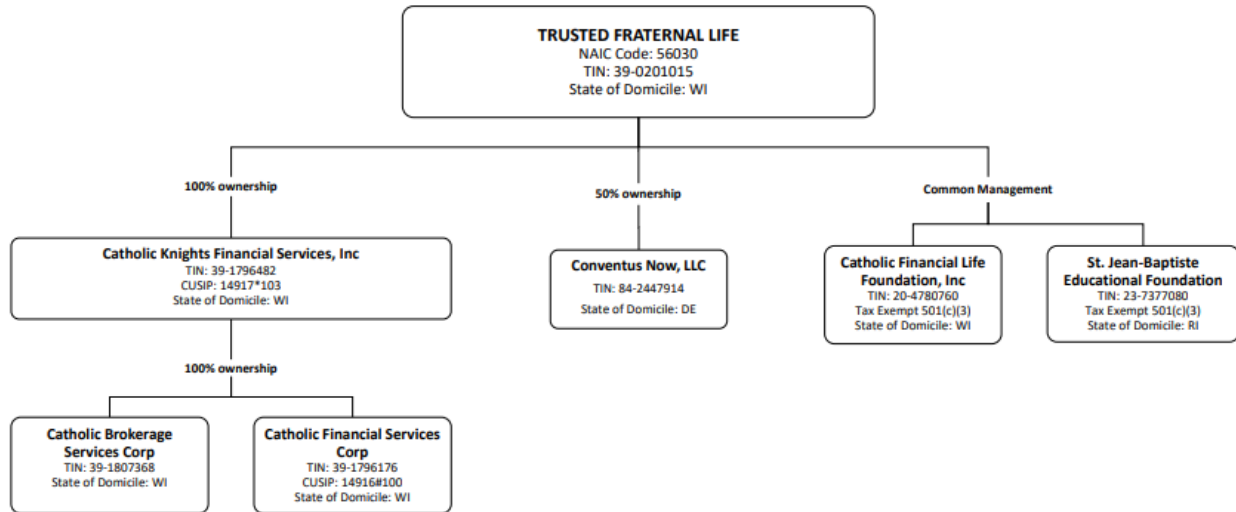 TRUSTED FRATERNAL LIFE
NAIC Code: 56030
TIN: 39-0201015
State of Domicile: WI
100% ownership
50% ownership
Common Management
Catholic Knights Financial Services, Inc
TIN: 39-1796482
CUSIP: 14917*103
State of Domicile: WI
Conventus Now, LLC
TIN: 84-2447914
State of Domicile: DE
Catholic Financial Life
Foundation, Inc
TIN: 20-4780760
Tax Exempt 501(c)(3)
State of Domicile: WI
St. Jean-Baptiste
Educational Foundation
TIN: 23-7377080
Tax Exempt 501(c)(3)
State of Domicile: RI
100% ownership
Catholic Brokerage
Services Corp
TIN: 39-1807368
State of Domicile: WI
Catholic Financial Services
Corp
TIN: 39-1796176
CUSIP: 14916#100
State of Domicile: WI